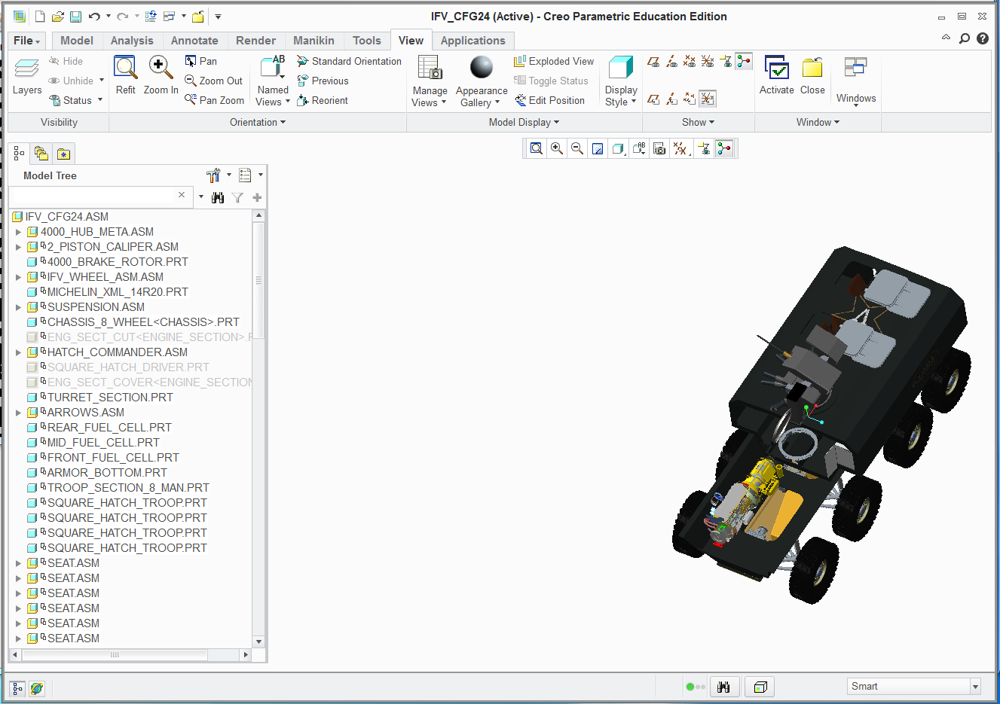 IFV_CFG24 (Active) - Creo Parametric Education Edition
File Model Analysis Annotate Render Manikin Tools View Applications
Layers
Hide
Unhide
Status
Visibility
Refit
Zoom In
Pan
Zoom Out
Pan Zoom
Named
Views
Standard Orientation
Previous
Reorient
Orientation
Manage
Views
Appearance
Gallery
Exploded View
Toggle Status
Edit Position
Model Display
Display
Style
Show
Activate
Close
Windows
Window
Model Tree
IFV_CFG24.ASM
4000_HUB_META.ASM
2_PISTON_CALIPER.ASM
4000_BRAKE_ROTOR.PRT
IFV_WHEEL_ASM.ASM
MICHELIN_XML_14R20.PRT
SUSPENSION.ASM
CHASSIS_8_WHEEL<CHASSIS>.PRT
ENG_SECT_CUT<ENGINE_SECTION>.F
HATCH_COMMANDER.ASM
SQUARE_HATCH_DRIVER.PRT
ENG_SECT_COVER<ENGINE_SECTION
TURRET_SECTION.PRT
ARROWS.ASM
REAR_FUEL_CELL.PRT
MID_FUEL_CELL.PRT
FRONT_FUEL_CELL.PRT
ARMOR_BOTTOM.PRT
TROOP_SECTION_8_MAN.PRT
SQUARE_HATCH_TROOP.PRT
SQUARE_HATCH_TROOP.PRT
SQUARE_HATCH_TROOP.PRT
SQUARE_HATCH_TROOP.PRT
SEAT.ASM
SEAT.ASM
SEAT.ASM
SEAT.ASM
SEAT.ASM
SEAT.ASM
Smart